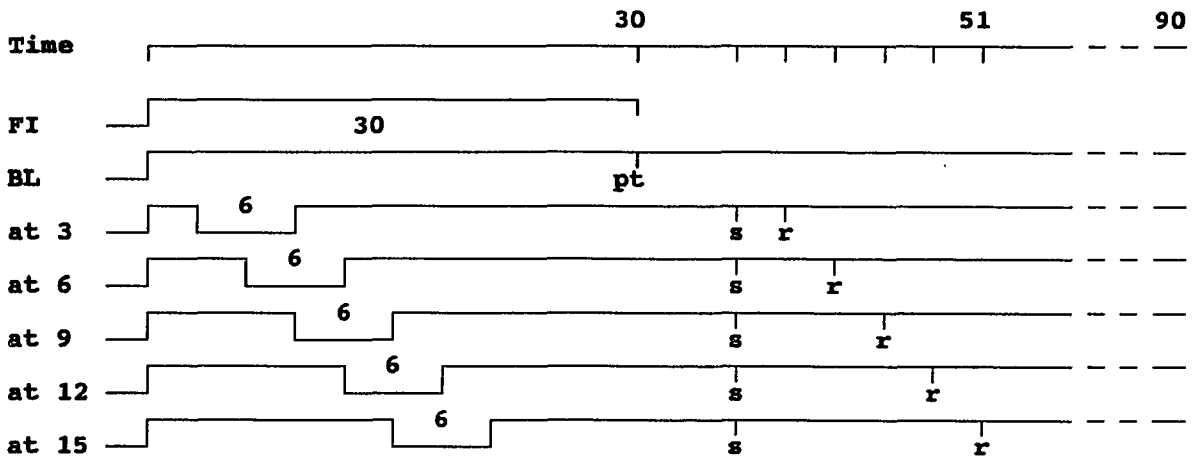 30 51 90
Time
FI 30
BL pt
6
at 3 s r
6
at 6 s r
6
at 9 s r
6
at 12 s r
6
at 15 s r